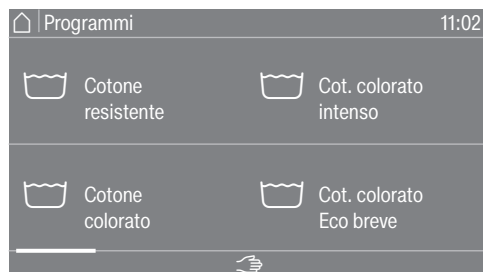 Programmi 11:02
Cotone Cot. colorato
resistente intenso
Cotone Cot. colorato
colorato Eco breve